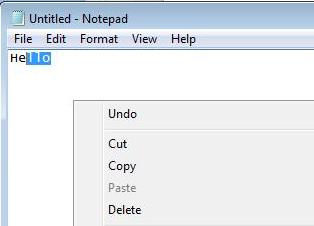 Untitled - Notepad
File Edit Format View Help
Hello
Undo
Cut
Copy
Paste
Delete